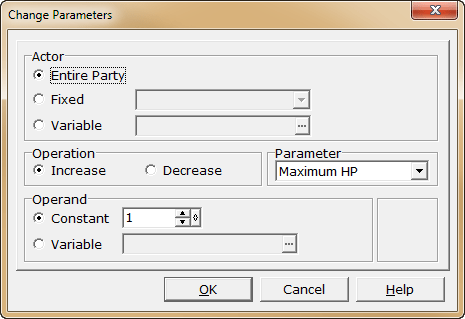 Change Parameters
Actor
Entire Party
Fixed
Variable
...
Operation
Increase
Decrease
Parameter
Maximum HP
Operand
Constant
1
Variable
...
OK
Cancel
Help